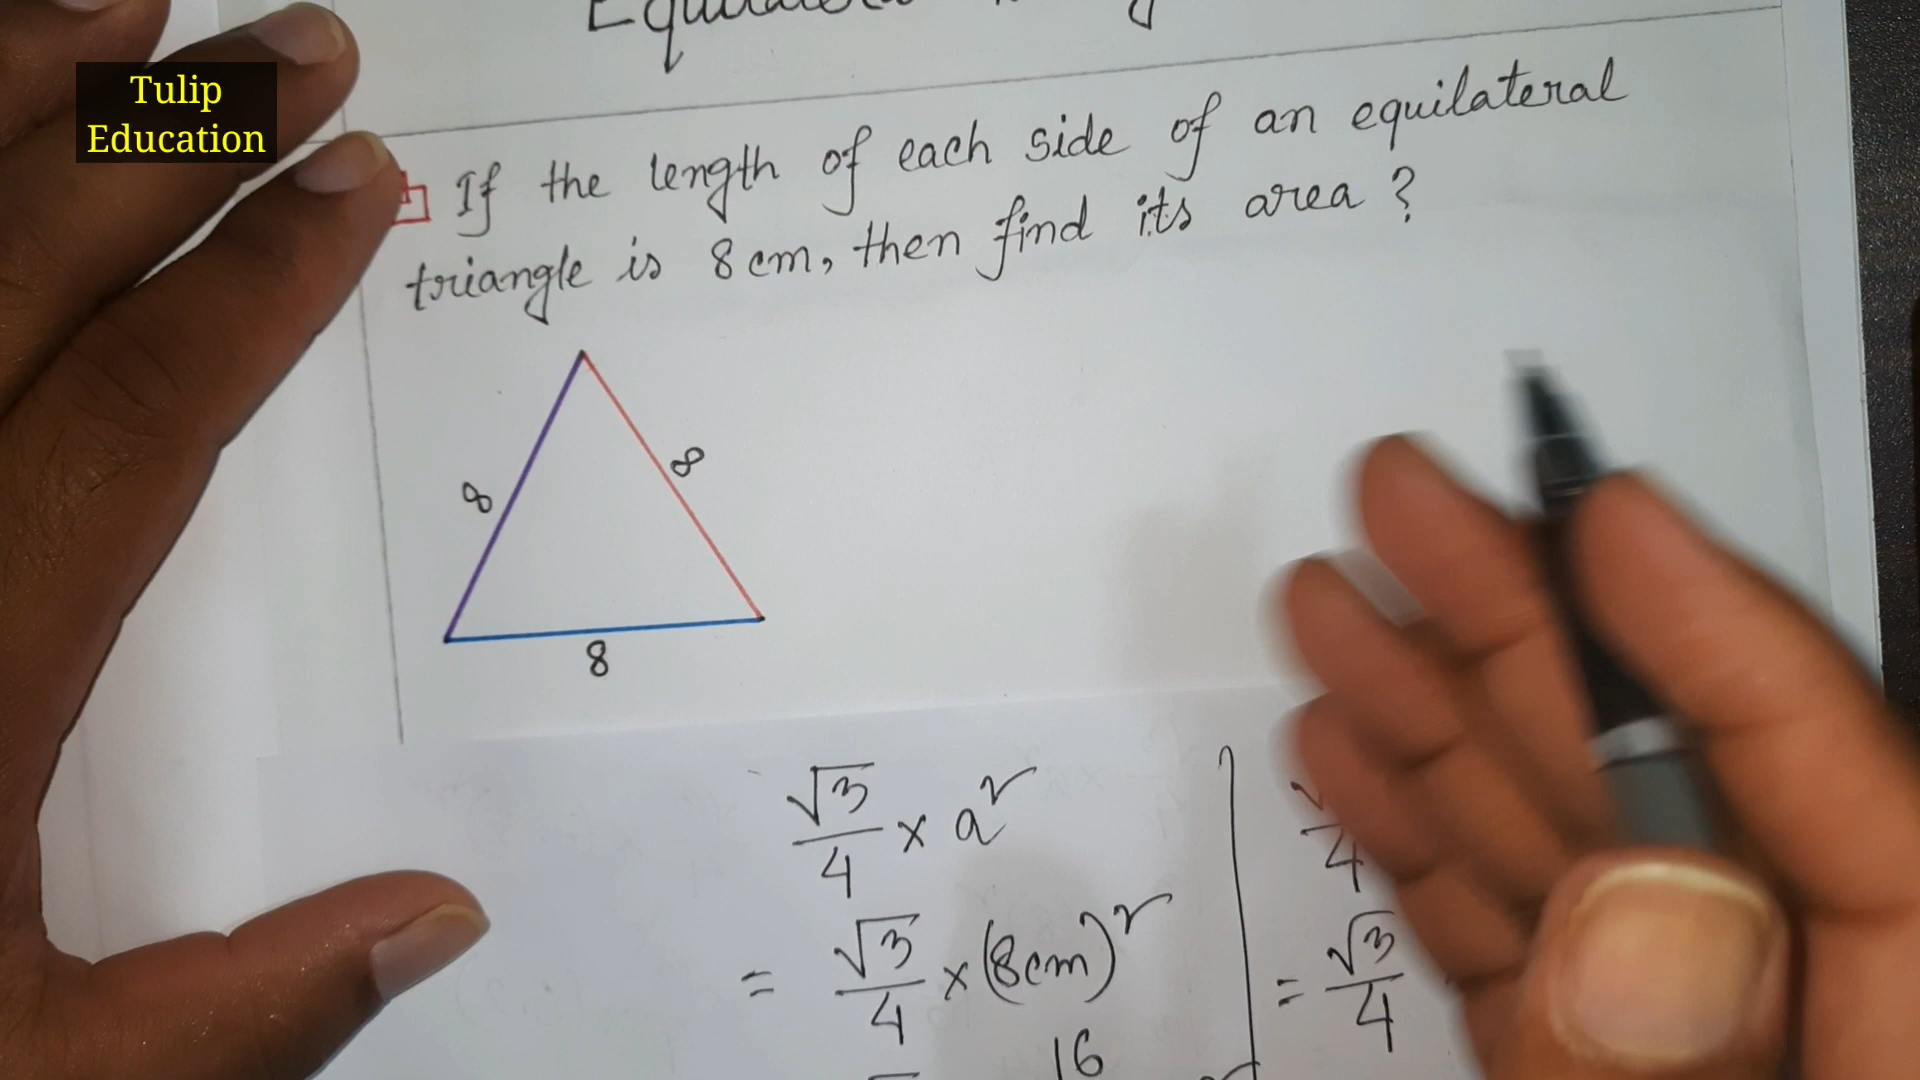 Tulip
Education
If the length of each side of an equilateral
triangle is 8 cm, then find its area ?
8
8
8
√3/4 × a²
= √3/4 × (8cm)²
= √3/4
16